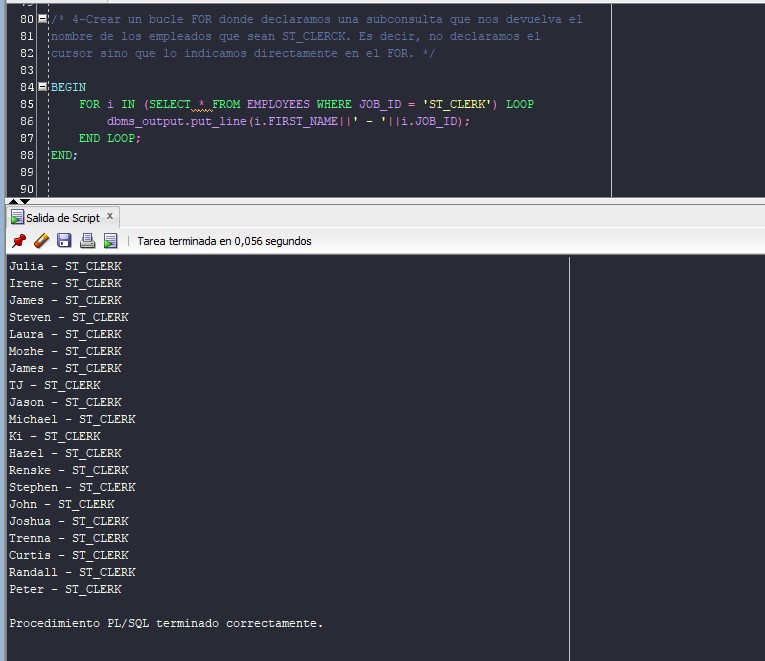 80 /* 4-Crear un bucle FOR donde declaramos una subconsulta que nos devuelva el
81 nombre de los empleados que sean ST_CLERCK. Es decir, no declaramos el
82 cursor sino que lo indicamos directamente en el FOR. */
83
84 BEGIN
85 FOR i IN (SELECT * FROM EMPLOYEES WHERE JOB_ID = 'ST_CLERK') LOOP
86 dbms_output.put_line(i.FIRST_NAME||' - '||i.JOB_ID);
87 END LOOP;
88 END;
89
90
Salida de Script x
Tarea terminada en 0,056 segundos
Julia - ST_CLERK
Irene - ST_CLERK
James - ST_CLERK
Steven - ST_CLERK
Laura - ST_CLERK
Mozhe - ST_CLERK
James - ST_CLERK
TJ - ST_CLERK
Jason - ST_CLERK
Michael - ST_CLERK
Ki - ST_CLERK
Hazel - ST_CLERK
Renske - ST_CLERK
Stephen - ST_CLERK
John - ST_CLERK
Joshua - ST_CLERK
Trenna - ST_CLERK
Curtis - ST_CLERK
Randall - ST_CLERK
Peter - ST_CLERK
Procedimiento PL/SQL terminado correctamente.